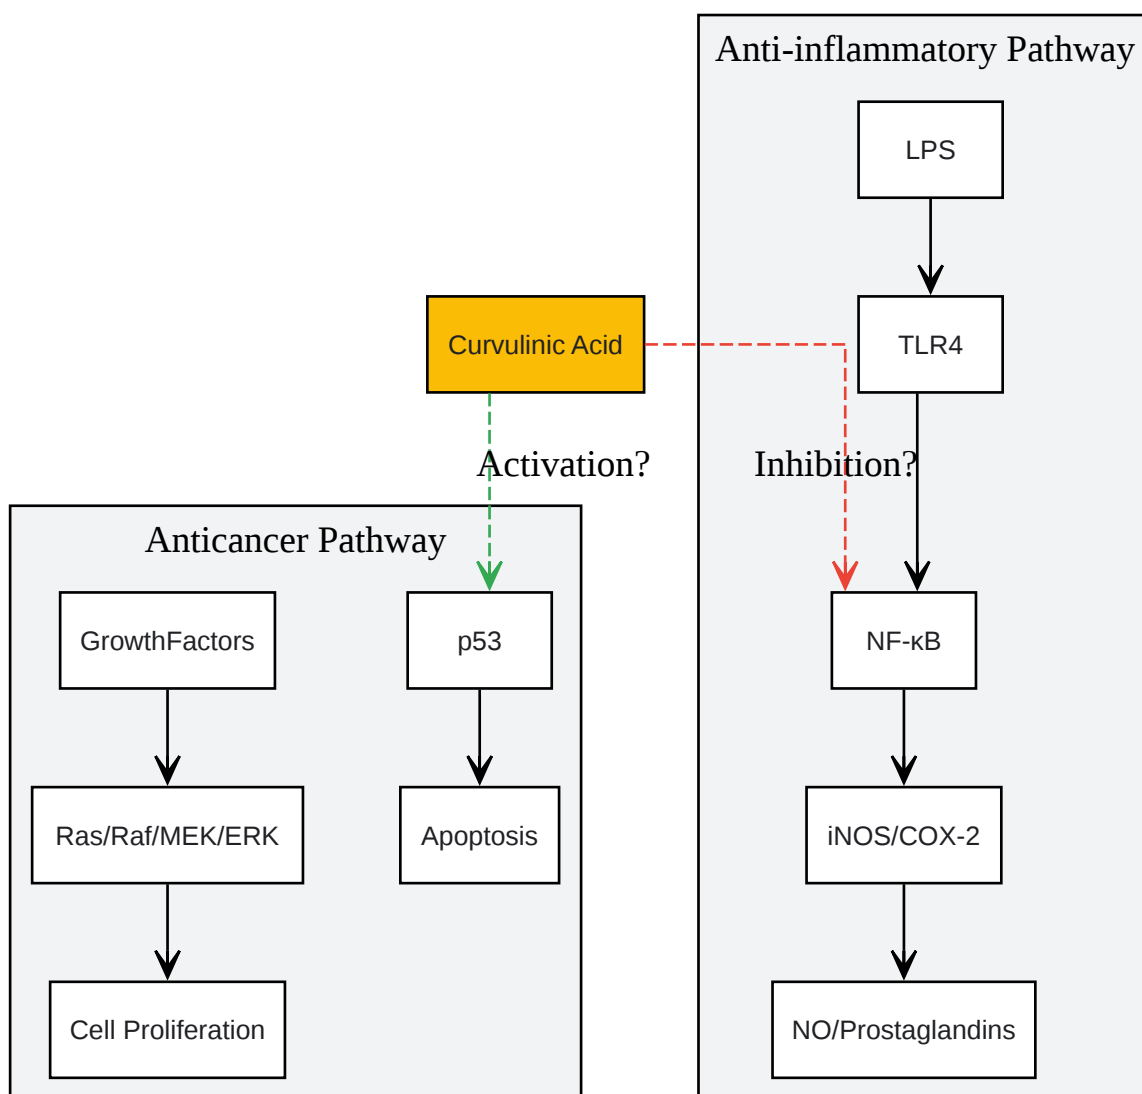 Anti-inflammatory Pathway
LPS
Curvulinic Acid
TLR4
Activation?
Inhibition?
Anticancer Pathway
GrowthFactors
p53
NF-κB
Ras/Raf/MEK/ERK
Apoptosis
iNOS/COX-2
Cell Proliferation
NO/Prostaglandins